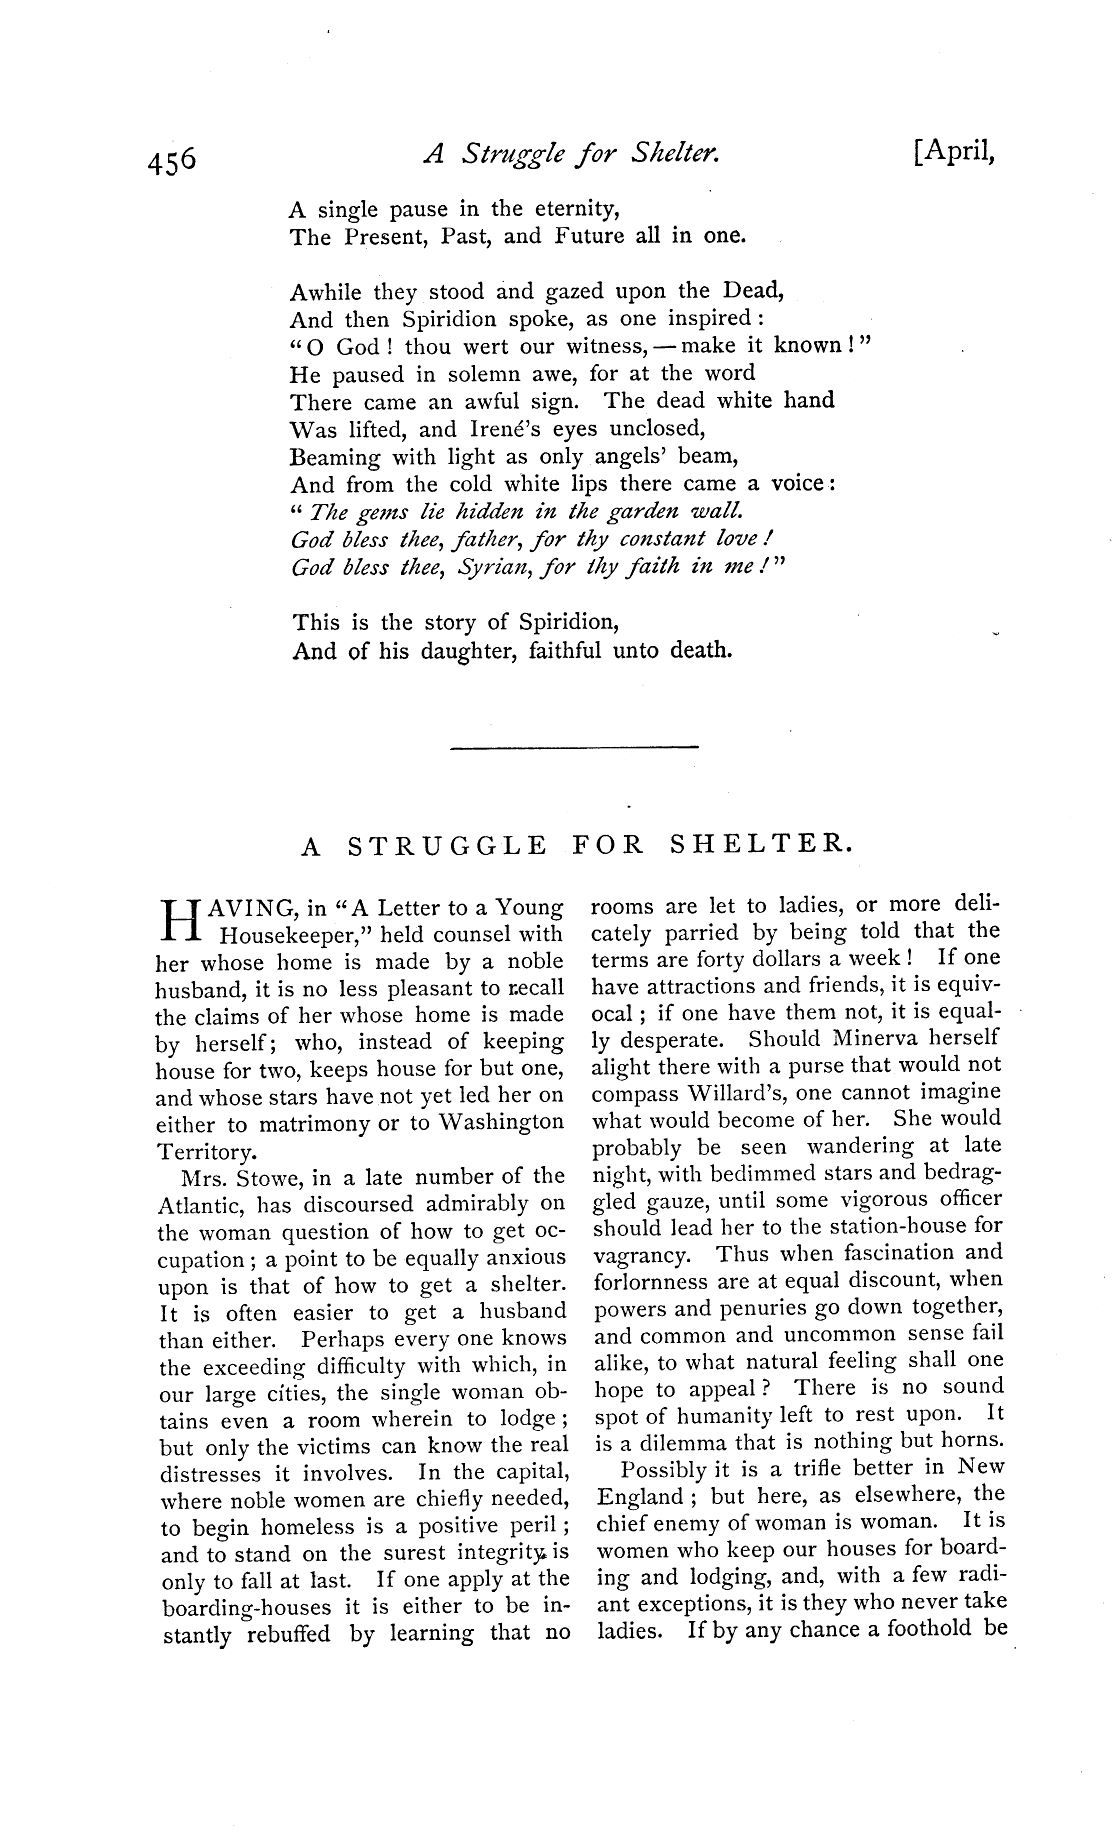 456
A Struggle for Shelter.
[April,
A single pause in the eternity,
The Present, Past, and Future all in one.
Awhile they stood and gazed upon the Dead,
And then Spiridion spoke, as one inspired :
“ O God ! thou wert our witness, — make it known ! ”
He paused in solemn awe, for at the word
There came an awful sign. The dead white hand
Was lifted, and Irené’s eyes unclosed,
Beaming with light as only angels’ beam,
And from the cold white lips there came a voice :
“ The gems lie hidden in the garden wall.
God bless thee, father, for thy constant love !
God bless thee, Syrian, for thy faith in me ! ”
This is the story of Spiridion,
And of his daughter, faithful unto death.
A STRUGGLE FOR SHELTER.
HAVING, in “ A Letter to a Young
Housekeeper,” held counsel with
her whose home is made by a noble
husband, it is no less pleasant to recall
the claims of her whose home is made
by herself; who, instead of keeping
house for two, keeps house for but one,
and whose stars have not yet led her on
either to matrimony or to Washington
Territory.
Mrs. Stowe, in a late number of the
Atlantic, has discoursed admirably on
the woman question of how to get oc-
cupation ; a point to be equally anxious
upon is that of how to get a shelter.
It is often easier to get a husband
than either. Perhaps every one knows
the exceeding difficulty with which, in
our large cities, the single woman ob-
tains even a room wherein to lodge ;
but only the victims can know the real
distresses it involves. In the capital,
where noble women are chiefly needed,
to begin homeless is a positive peril ;
and to stand on the surest integrity is
only to fall at last. If one apply at the
boarding-houses it is either to be in-
stantly rebuffed by learning that no
rooms are let to ladies, or more deli-
cately parried by being told that the
terms are forty dollars a week ! If one
have attractions and friends, it is equiv-
ocal ; if one have them not, it is equal-
ly desperate. Should Minerva herself
alight there with a purse that would not
compass Willard’s, one cannot imagine
what would become of her. She would
probably be seen wandering at late
night, with bedimmed stars and bedrag-
gled gauze, until some vigorous officer
should lead her to the station-house for
vagrancy. Thus when fascination and
forlornness are at equal discount, when
powers and penuries go down together,
and common and uncommon sense fail
alike, to what natural feeling shall one
hope to appeal ? There is no sound
spot of humanity left to rest upon. It
is a dilemma that is nothing but horns.
Possibly it is a trifle better in New
England ; but here, as elsewhere, the
chief enemy of woman is woman. It is
women who keep our houses for board-
ing and lodging, and, with a few radi-
ant exceptions, it is they who never take
ladies. If by any chance a foothold be